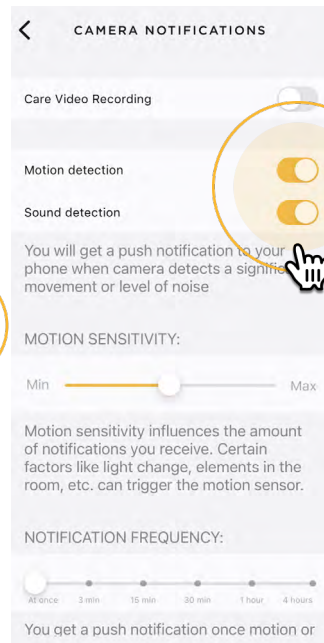 CAMERA NOTIFICATIONS
Care Video Recording
Motion detection
Sound detection
You will get a push notification to your
phone when camera detects a
movement or level of noise
MOTION SENSITIVITY:
Min Max
Motion sensitivity influences the amount
of notifications you receive. Certain
factors like light change, elements in the
room, etc. can trigger the motion sensor.
NOTIFICATION FREQUENCY:
At once 3 min 15 min 30 min 1 hour 4 hours
You get a push notification once motion or